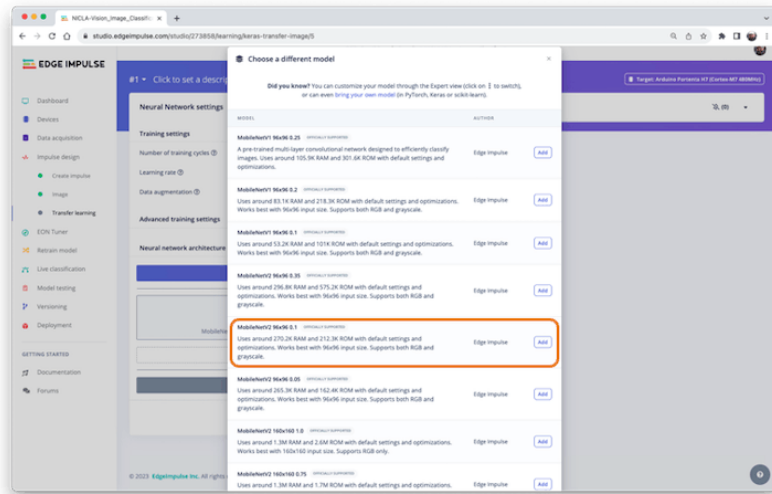 NICLA-Vision_Image_Classific
studio.edgeimpulse.com/studio/273858/learning/keras-transfer-image/5
EDGE IMPULSE
#1 Click to set a descrip
Target: Arduino Portenta H7 (Cortex-M7 480MHz)
Dashboard
Devices
Data acquisition
Impulse design
Create impulse
Image
Transfer learning
EON Tuner
Retrain model
Live classification
Model testing
Versioning
Deployment
GETTING STARTED
Documentation
Forums
Neural Network settings
Training settings
Number of training cycles
Learning rate
Data augmentation
Advanced training settings
Neural network architecture
MobileNe
(0)
© 2023 EdgeImpulse Inc. All rights
Choose a different model
Did you know? You can customize your model through the Expert view (click on to switch),
or can even bring your own model (in PyTorch, Keras or scikit-learn).
MODEL AUTHOR
MobileNetV1 96x96 0.25 OFFICIALLY SUPPORTED
A pre-trained multi-layer convolutional network designed to efficiently classify
images. Uses around 105.9K RAM and 301.6K ROM with default settings and
optimizations.
Edge Impulse Add
MobileNetV1 96x96 0.2 OFFICIALLY SUPPORTED
Uses around 83.1K RAM and 218.3K ROM with default settings and optimizations.
Works best with 96x96 input size. Supports both RGB and grayscale.
Edge Impulse Add
MobileNetV1 96x96 0.1 OFFICIALLY SUPPORTED
Uses around 53.2K RAM and 101K ROM with default settings and optimizations.
Works best with 96x96 input size. Supports both RGB and grayscale.
Edge Impulse Add
MobileNetV2 96x96 0.35 OFFICIALLY SUPPORTED
Uses around 296.8K RAM and 575.2K ROM with default settings and
optimizations. Works best with 96x96 input size. Supports both RGB and
grayscale.
Edge Impulse Add
MobileNetV2 96x96 0.1 OFFICIALLY SUPPORTED
Uses around 270.2K RAM and 212.3K ROM with default settings and
optimizations. Works best with 96x96 input size. Supports both RGB and
grayscale.
Edge Impulse Add
MobileNetV2 96x96 0.05 OFFICIALLY SUPPORTED
Uses around 265.3K RAM and 162.4K ROM with default settings and
optimizations. Works best with 96x96 input size. Supports both RGB and
grayscale.
Edge Impulse Add
MobileNetV2 160x160 1.0 OFFICIALLY SUPPORTED
Uses around 1.3M RAM and 2.6M ROM with default settings and optimizations.
Works best with 160x160 input size. Supports RGB only.
Edge Impulse Add
MobileNetV2 160x160 0.75 OFFICIALLY SUPPORTED
Uses around 1.3M RAM and 1.7M ROM with default settings and optimizations.
Edge Impulse Add